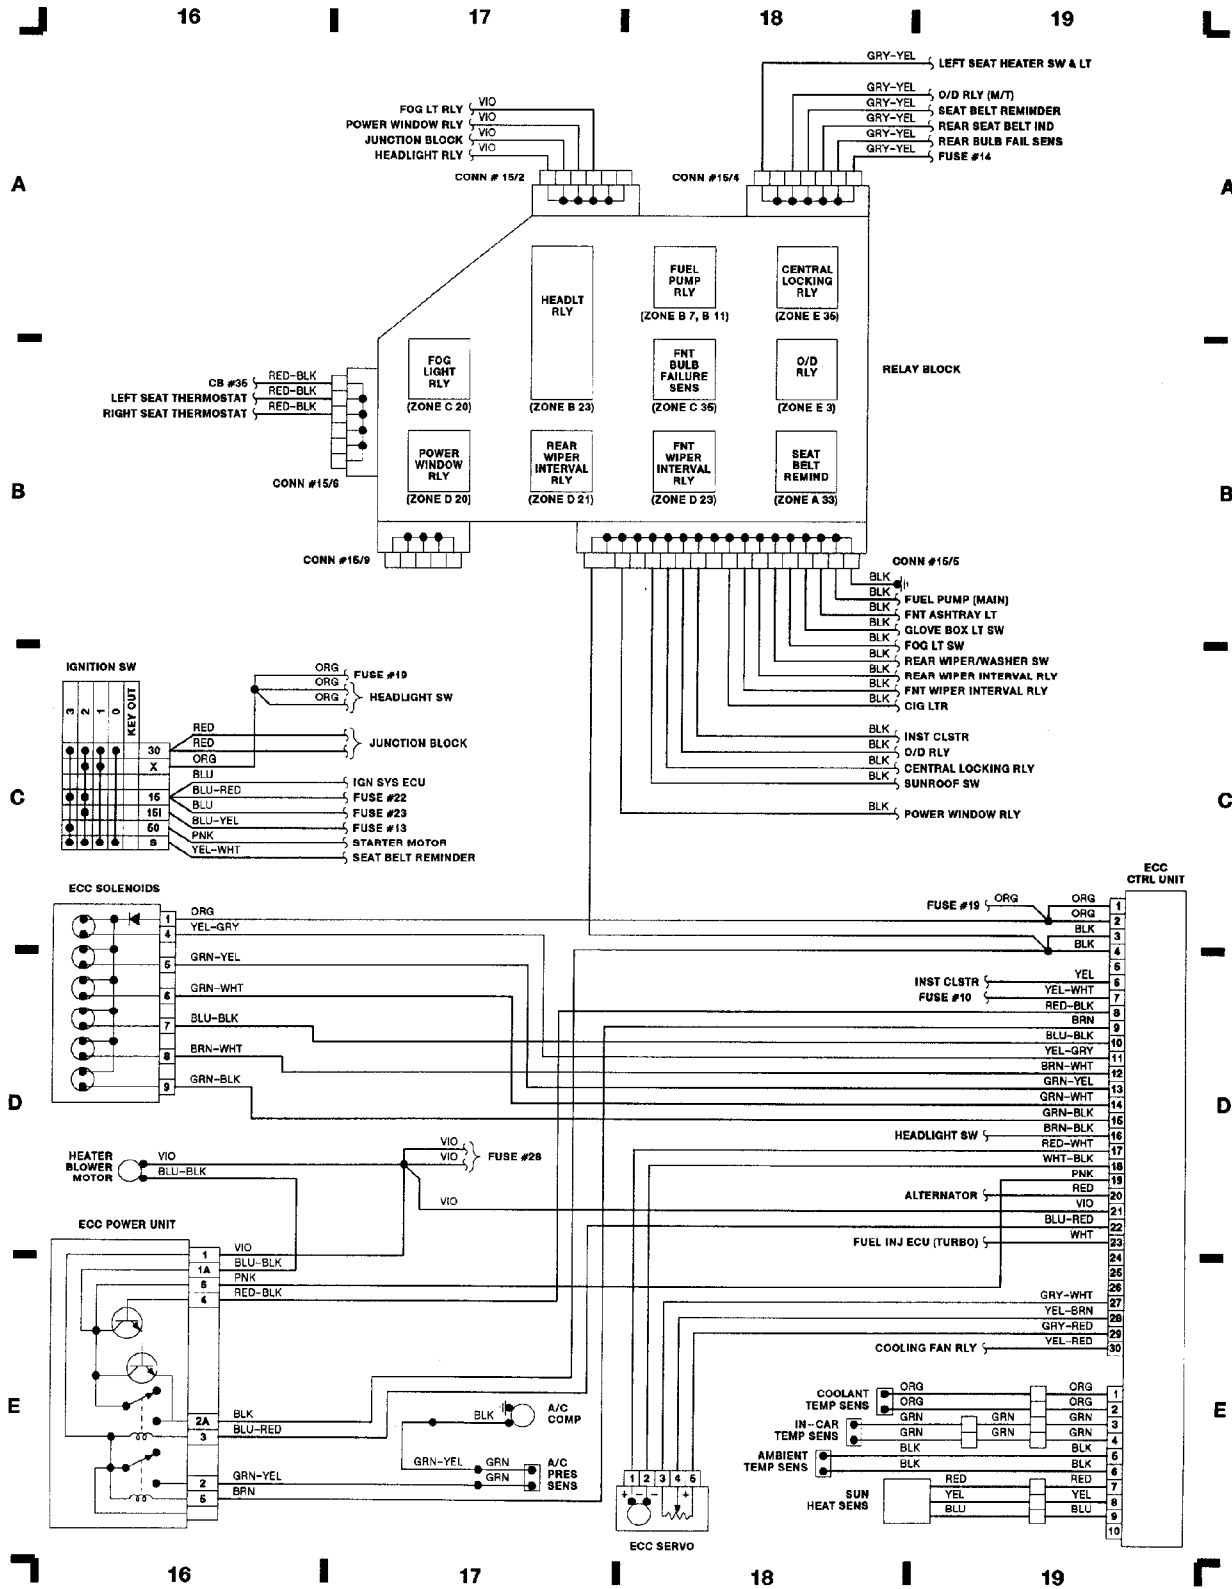 16 17 18 19
GRY-YEL LEFT SEAT HEATER SW & LT
GRY-YEL O/D RLY (M/T)
GRY-YEL SEAT BELT REMINDER
GRY-YEL REAR SEAT BELT IND
GRY-YEL REAR BULB FAIL SENS
GRY-YEL FUSE #14
FOG LT RLY VIO
POWER WINDOW RLY VIO
JUNCTION BLOCK VIO
HEADLIGHT RLY VIO
CONN # 15/2
CONN #15/4
A A
HEADLT RLY
(ZONE B 23)
FUEL PUMP RLY
(ZONE B 7, B 11)
CENTRAL LOCKING RLY
(ZONE E 35)
FOG LIGHT RLY
(ZONE C 20)
FNT BULB FAILURE SENS
(ZONE C 35)
O/D RLY
(ZONE E 3)
RELAY BLOCK
CB #35 RED-BLK
LEFT SEAT THERMOSTAT RED-BLK
RIGHT SEAT THERMOSTAT RED-BLK
CONN #15/6
POWER WINDOW RLY
(ZONE D 20)
REAR WIPER INTERVAL RLY
(ZONE D 21)
FNT WIPER INTERVAL RLY
(ZONE D 23)
SEAT BELT REMIND
(ZONE A 33)
B B
CONN #15/9
CONN #15/5
BLK
BLK FUEL PUMP (MAIN)
BLK FNT ASHTRAY LT
BLK GLOVE BOX LT SW
BLK FOG LT SW
BLK REAR WIPER/WASHER SW
BLK REAR WIPER INTERVAL RLY
BLK FNT WIPER INTERVAL RLY
BLK CIG LTR
BLK INST CLSTR
BLK O/D RLY
BLK CENTRAL LOCKING RLY
BLK SUNROOF SW
BLK POWER WINDOW RLY
IGNITION SW
3 2 1 0 KEY OUT
ORG FUSE #19
ORG
ORG HEADLIGHT SW
30 RED
RED JUNCTION BLOCK
X ORG
BLU IGN SYS ECU
15 BLU-RED FUSE #22
15I BLU FUSE #23
50 BLU-YEL FUSE #13
PNK STARTER MOTOR
S YEL-WHT SEAT BELT REMINDER
C C
ECC SOLENOIDS
1 ORG
4 YEL-GRY
5 GRN-YEL
6 GRN-WHT
7 BLU-BLK
8 BRN-WHT
9 GRN-BLK
ECC CTRL UNIT
FUSE #19 ORG ORG 1
ORG 2
BLK 3
BLK 4
5
INST CLSTR YEL 6
FUSE #10 YEL-WHT 7
RED-BLK 8
BRN 9
BLU-BLK 10
YEL-GRY 11
BRN-WHT 12
GRN-YEL 13
GRN-WHT 14
GRN-BLK 15
HEADLIGHT SW BRN-BLK 16
RED-WHT 17
WHT-BLK 18
PNK 19
ALTERNATOR RED 20
VIO 21
BLU-RED 22
FUEL INJ ECU (TURBO) WHT 23
24
25
26
GRY-WHT 27
YEL-BRN 28
GRY-RED 29
COOLING FAN RLY YEL-RED 30
D D
HEATER BLOWER MOTOR
VIO
BLU-BLK
VIO
VIO FUSE #28
VIO
ECC POWER UNIT
1 VIO
1A BLU-BLK
6 PNK
4 RED-BLK
2A BLK
3 BLU-RED
2 GRN-YEL
5 BRN
BLK A/C COMP
GRN-YEL GRN
GRN
A/C PRES SENS
1 2 3 4 5
+ - - +
ECC SERVO
E E
COOLANT TEMP SENS
ORG ORG 1
ORG ORG 2
IN-CAR TEMP SENS
GRN GRN GRN 3
GRN GRN GRN 4
AMBIENT TEMP SENS
BLK BLK 5
BLK BLK 6
SUN HEAT SENS
RED RED 7
YEL YEL 8
BLU BLU 9
10
16 17 18 19